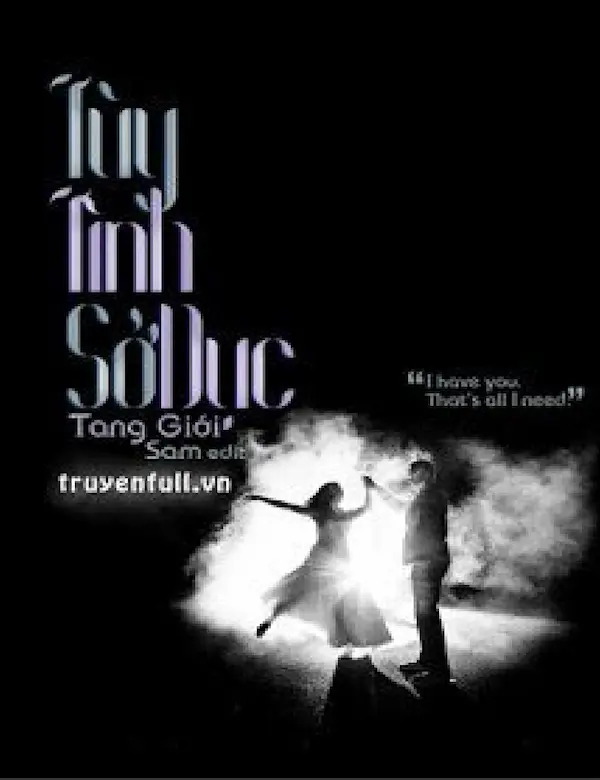 Tùy
Tình
Sở Dục
Tang Giới
Sam edit
truyenfull.vn
“I have you.
That's all I need.”